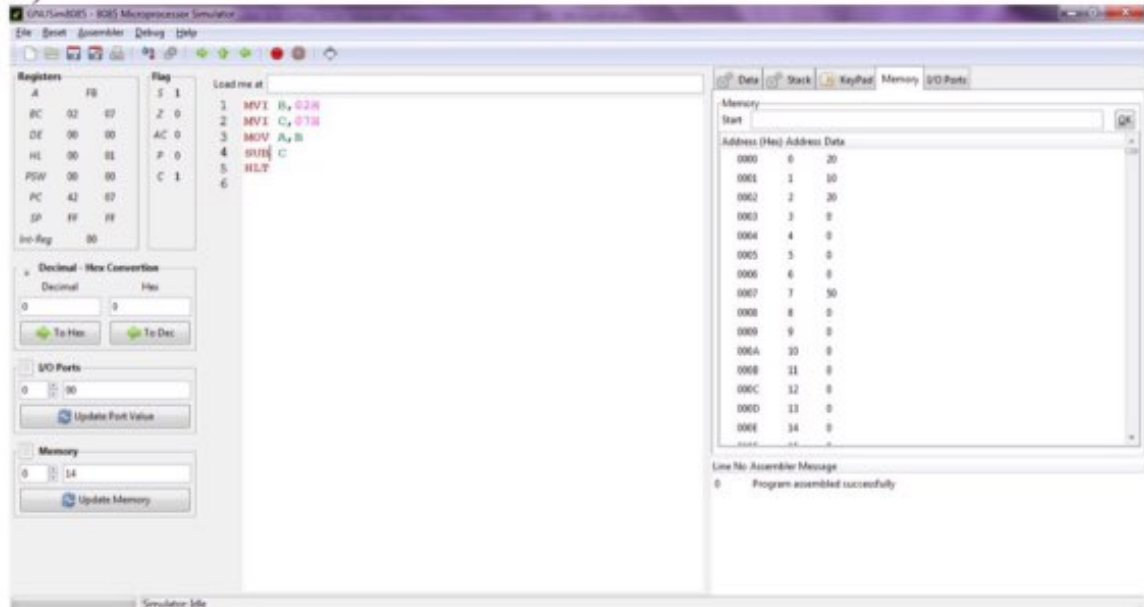 GNUSim8085 - 8085 Microprocessor Simulator
File Reset Assembler Debug Help
Registers
A FB
BC 02 07
DE 00 00
HL 00 01
PSW 00 00
PC 42 07
SP FF FF
Int-Reg 00
Flag
S 1
Z 0
AC 0
P 0
C 1
Decimal - Hex Convertion
Decimal Hex
0 0
To Hex To Dec
I/O Ports
0 00
Update Port Value
Memory
0 14
Update Memory
Load me at
1 MVI B,02H
2 MVI C,07H
3 MOV A,B
4 SUB C
5 HLT
6
Data Stack KeyPad Memory I/O Ports
Memory
Start OK
Address (Hex) Address Data
0000 0 20
0001 1 10
0002 2 20
0003 3 0
0004 4 0
0005 5 0
0006 6 0
0007 7 50
0008 8 0
0009 9 0
000A 10 0
000B 11 0
000C 12 0
000D 13 0
000E 14 0
Line No Assembler Message
0 Program assembled successfully
Simulator: Idle